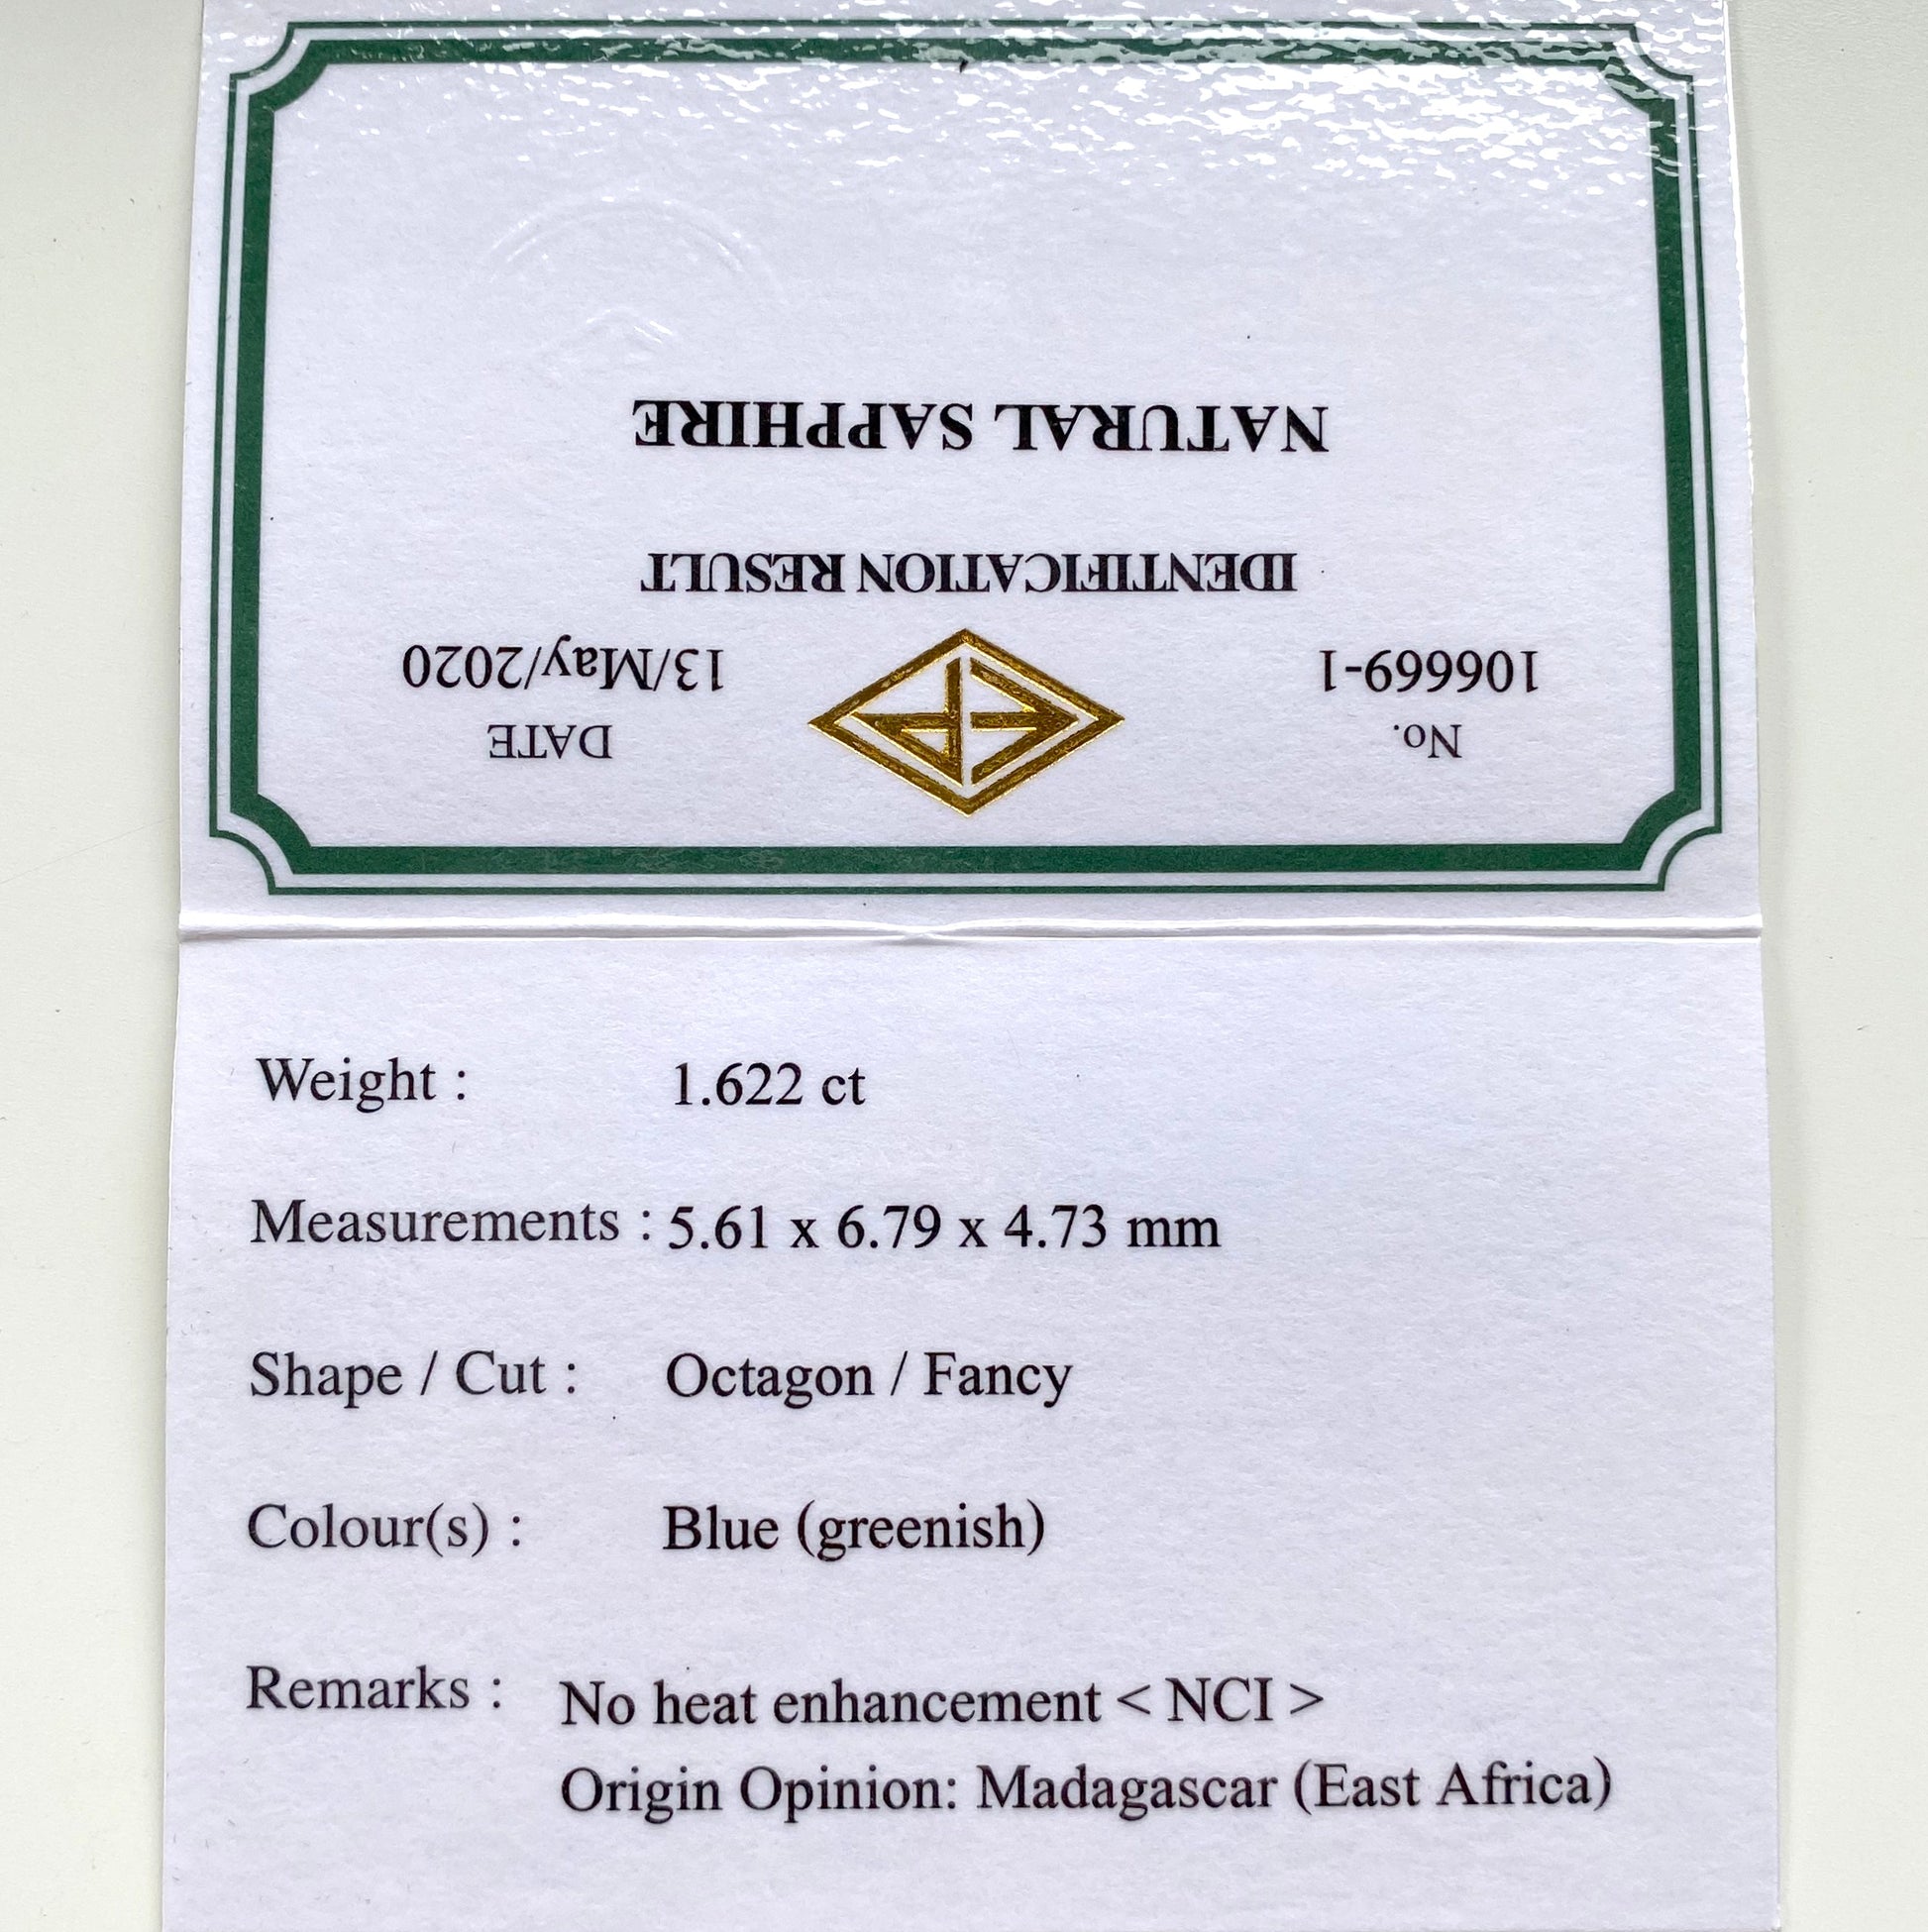 No.
DATE
106669-1
13/May/2020
IDENTIFICATION RESULT
NATURAL SAPPHIRE
Weight : 1.622 ct
Measurements : 5.61 x 6.79 x 4.73 mm
Shape / Cut : Octagon / Fancy
Colour(s) : Blue (greenish)
Remarks : No heat enhancement < NCI >
Origin Opinion: Madagascar (East Africa)